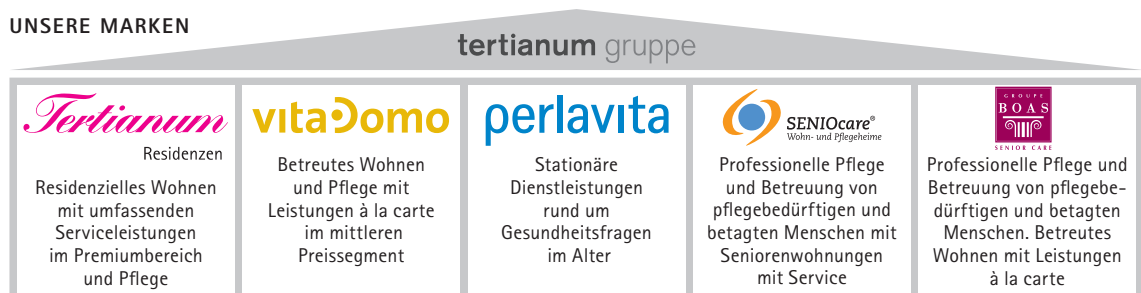 UNSERE MARKEN
tertianum gruppe
Tertianum
Residenzen
Residenzielles Wohnen
mit umfassenden
Serviceleistungen
im Premiumbereich
und Pflege
vitadomo
Betreutes Wohnen
und Pflege mit
Leistungen à la carte
im mittleren
Preissegment
perlavita
Stationäre
Dienstleistungen
rund um
Gesundheitsfragen
im Alter
SENIOcare®
Wohn- und Pflegeheime
Professionelle Pflege
und Betreuung von
pflegebedürftigen und
betagten Menschen mit
Seniorenwohnungen
mit Service
GROUPE
BOAS
SENIOR CARE
Professionelle Pflege und
Betreuung von pflegebe-
dürftigen und betagten
Menschen. Betreutes
Wohnen mit Leistungen
à la carte